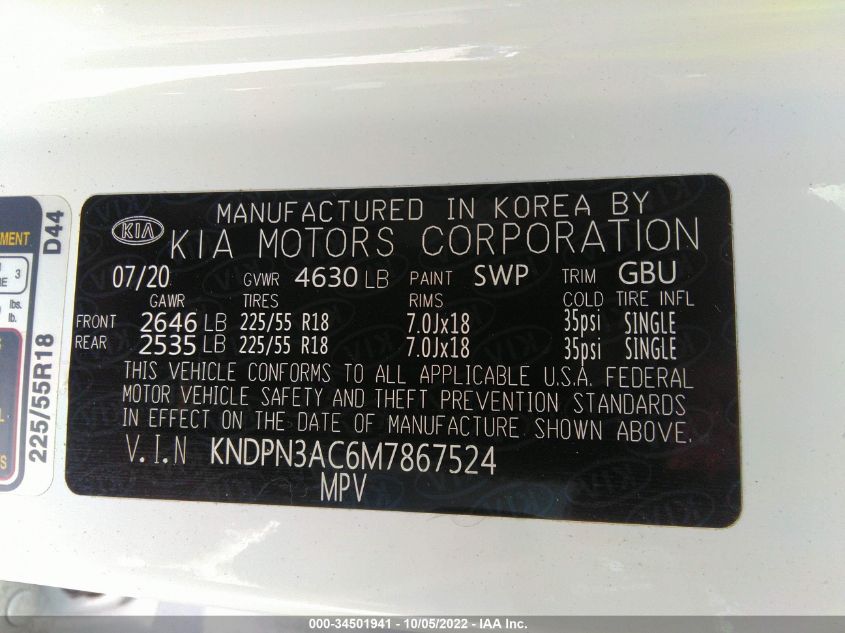 MANUFACTURED IN KOREA BY
KIA
KIA MOTORS CORPORATION
07/20 GVWR 4630 LB PAINT SWP TRIM GBU
GAWR TIRES RIMS COLD TIRE INFL
FRONT 2646 LB 225/55 R18 7.0Jx18 35psi SINGLE
REAR 2535 LB 225/55 R18 7.0Jx18 35psi SINGLE
THIS VEHICLE CONFORMS TO ALL APPLICABLE U.S.A. FEDERAL
MOTOR VEHICLE SAFETY AND THEFT PREVENTION STANDARDS
IN EFFECT ON THE DATE OF MANUFACTURE SHOWN ABOVE.
V.I.N KNDPN3AC6M7867524
MPV
D44
225/55R18
3
lbs.
lb.
000-34501941 - 10/05/2022 - IAA Inc.